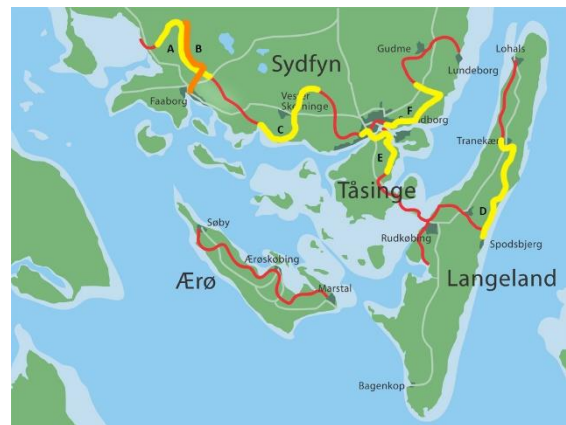 A
B
Gudme
Lohals
Sydfyn
Lundeborg
Faaborg
Vester
Skerninge
F
C
Tranekær
E
Tåsinge
Søby
D
Rudkøbing
Spodsbjerg
Ærøskøbing
Ærø
Marstal
Langeland
Bagenkop